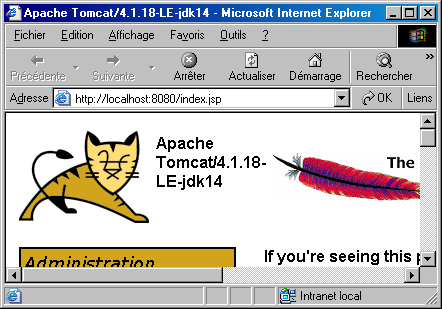 Apache Tomcat/4.1.18-LE-jdk14 - Microsoft Internet Explorer
Fichier Edition Affichage Favoris Outils ?
Précédente Suivante Arrêter Actualiser Démarrage Rechercher
Adresse http://localhost:8080/index.jsp OK Liens
Apache
Tomcat/4.1.18-
LE-jdk14
The
Administration
If you're seeing this p
Intranet local